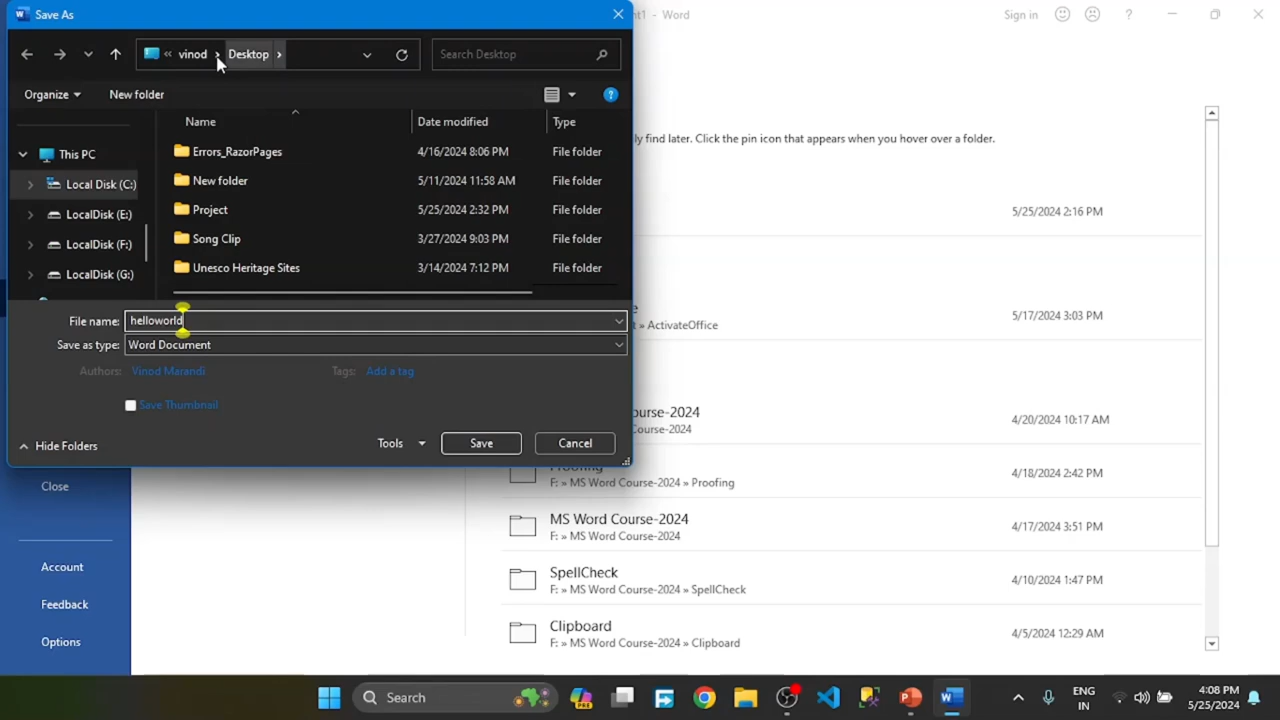 Save As
nt1 - Word
Sign in
?
« vinod › Desktop ›
Search Desktop
Organize
New folder
?
Name
Date modified
Type
ly find later. Click the pin icon that appears when you hover over a folder.
This PC
Errors_RazorPages 4/16/2024 8:06 PM File folder
Local Disk (C:)
New folder 5/11/2024 11:58 AM File folder
LocalDisk (E:)
Project 5/25/2024 2:32 PM File folder
5/25/2024 2:16 PM
LocalDisk (F:)
Song Clip 3/27/2024 9:03 PM File folder
LocalDisk (G:)
Unesco Heritage Sites 3/14/2024 7:12 PM File folder
File name: helloworld
e
t » ActivateOffice
5/17/2024 3:03 PM
Save as type: Word Document
Authors: Vinod Marandi
Tags: Add a tag
Save Thumbnail
Hide Folders
Tools
Save
Cancel
ourse-2024
ourse-2024
4/20/2024 10:17 AM
Proofing
F: » MS Word Course-2024 » Proofing
4/18/2024 2:42 PM
Close
MS Word Course-2024
F: » MS Word Course-2024
4/17/2024 3:51 PM
Account
SpellCheck
F: » MS Word Course-2024 » SpellCheck
4/10/2024 1:47 PM
Feedback
Clipboard
F: » MS Word Course-2024 » Clipboard
4/5/2024 12:29 AM
Options
Search
PRE
ENG
IN
4:08 PM
5/25/2024